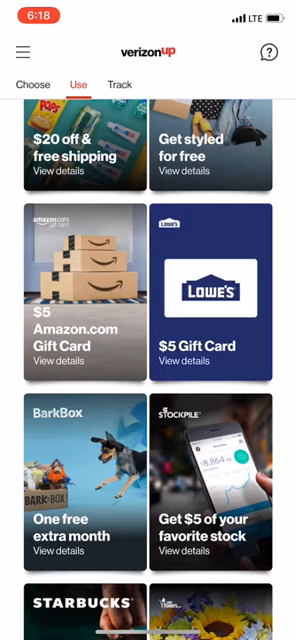 6:18
LTE
verizonup
Choose
Use
Track
$20 off &
free shipping
View details
Get styled
for free
View details
amazon.com
gift card
$5
Amazon.com
Gift Card
View details
LOWE'S
LOWE'S
$5 Gift Card
View details
BarkBox
BARK BOX
One free
extra month
View details
STOCKPILE
8,864
Get $5 of your
favorite stock
View details
STARBUCKS